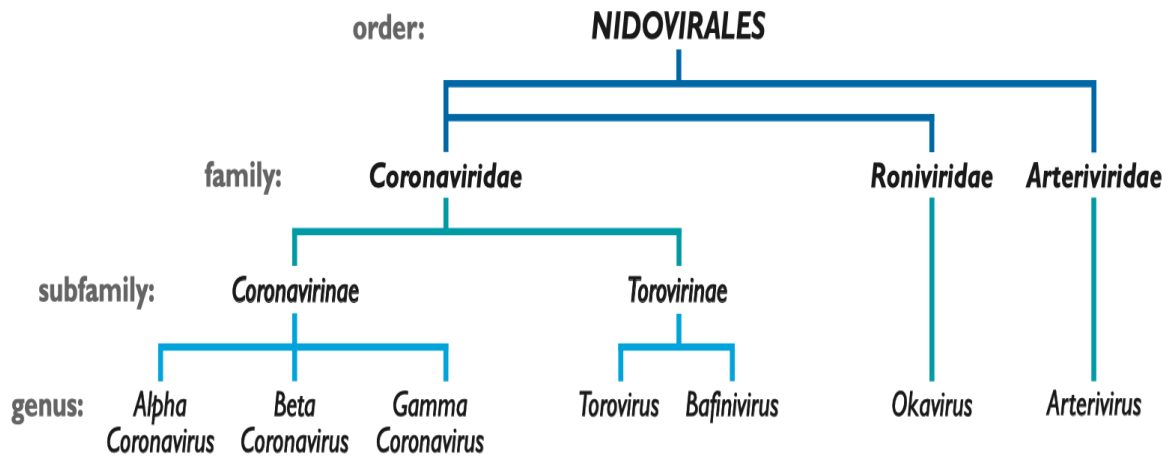 order: NIDOVIRALES
family: Coronaviridae Roniviridae Arteriviridae
subfamily: Coronavirinae Torovirinae
genus: Alpha Coronavirus Beta Coronavirus Gamma Coronavirus Torovirus Bafinivirus Okavirus Arterivirus